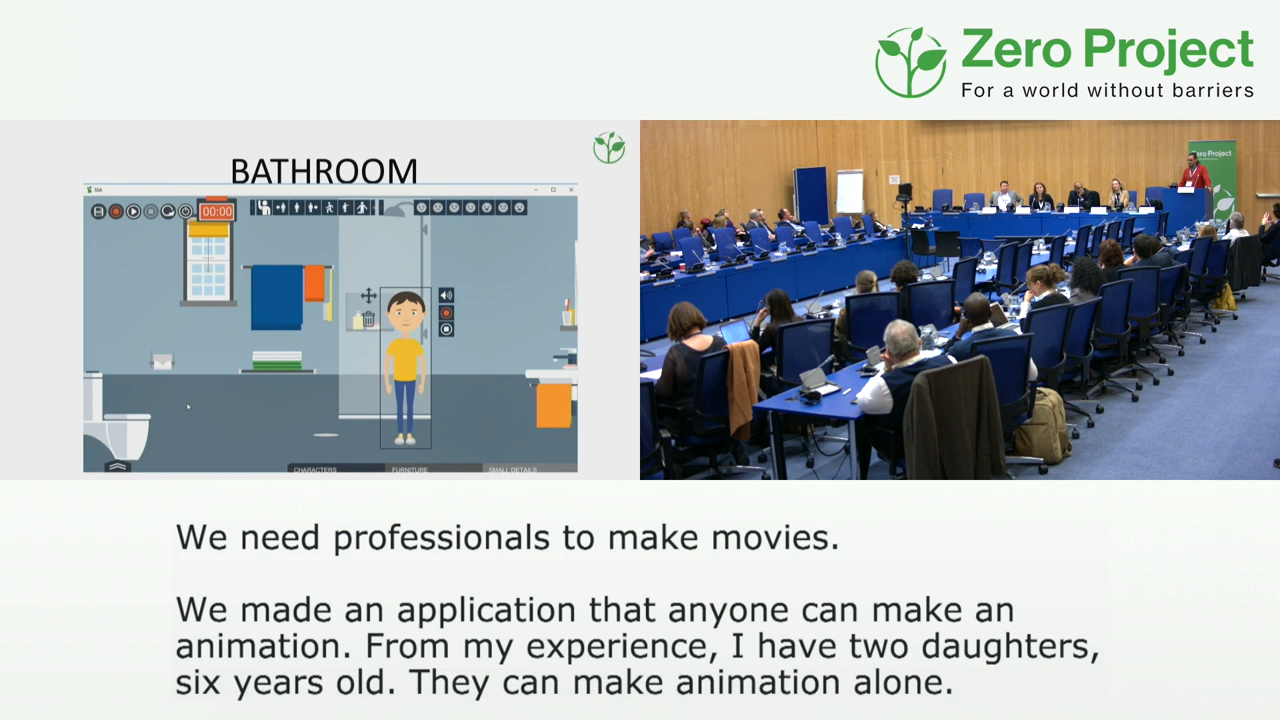 Zero Project
For a world without barriers
BATHROOM
SIA
00:00
CHARACTERS
FURNITURE
SMALL DETAILS
Zero Project
We need professionals to make movies.
We made an application that anyone can make an
animation. From my experience, I have two daughters,
six years old. They can make animation alone.